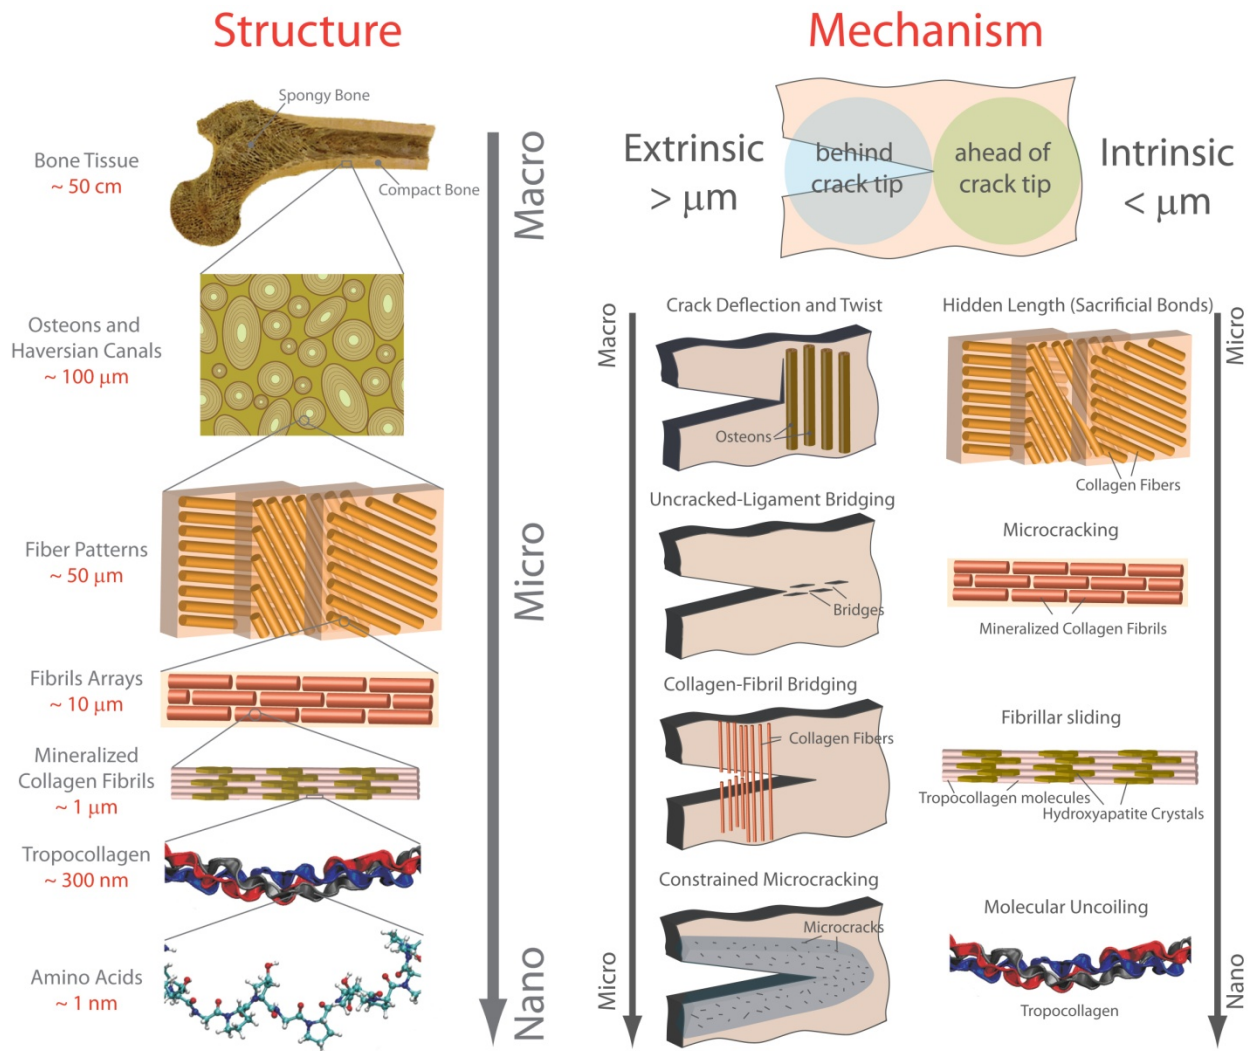 Structure
Spongy Bone
Bone Tissue
~ 50 cm
Compact Bone
Macro
Osteons and
Haversian Canals
~ 100 μm
Fiber Patterns
~ 50 μm
Micro
Fibrils Arrays
~ 10 μm
Mineralized
Collagen Fibrils
~ 1 μm
Tropocollagen
~ 300 nm
Amino Acids
~ 1 nm
Nano
Mechanism
Extrinsic
> μm
behind
crack tip
ahead of
crack tip
Intrinsic
< μm
Macro
Crack Deflection and Twist
Osteons
Uncracked-Ligament Bridging
Bridges
Collagen-Fibril Bridging
Collagen Fibers
Constrained Microcracking
Microcracks
Micro
Hidden Length (Sacrificial Bonds)
Micro
Collagen Fibers
Microcracking
Mineralized Collagen Fibrils
Fibrillar sliding
Tropocollagen molecules
Hydroxyapatite Crystals
Molecular Uncoiling
Tropocollagen
Nano